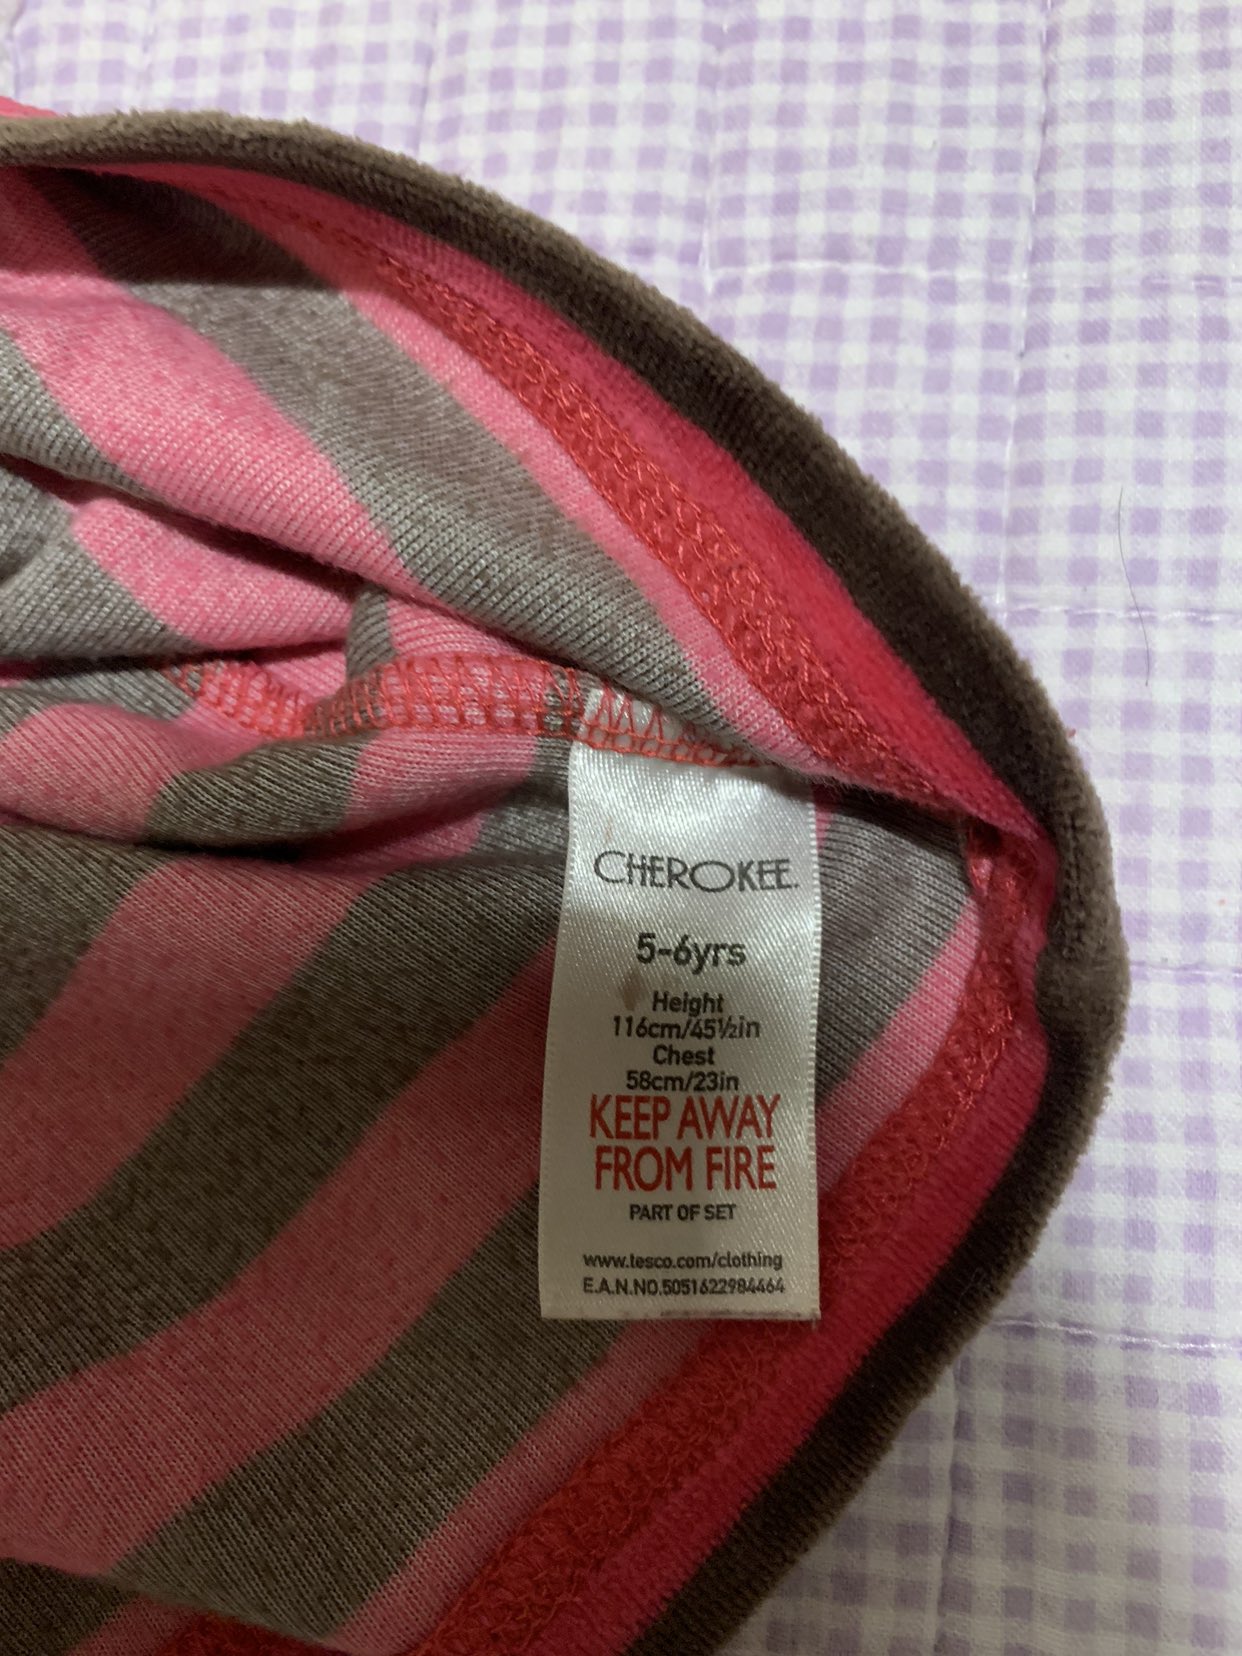 CHEROKEE.
5-6yrs
Height
116cm/45½in
Chest
58cm/23in
KEEP AWAY
FROM FIRE
PART OF SET
www.tesco.com/clothing
E.A.N.NO.5051622984464